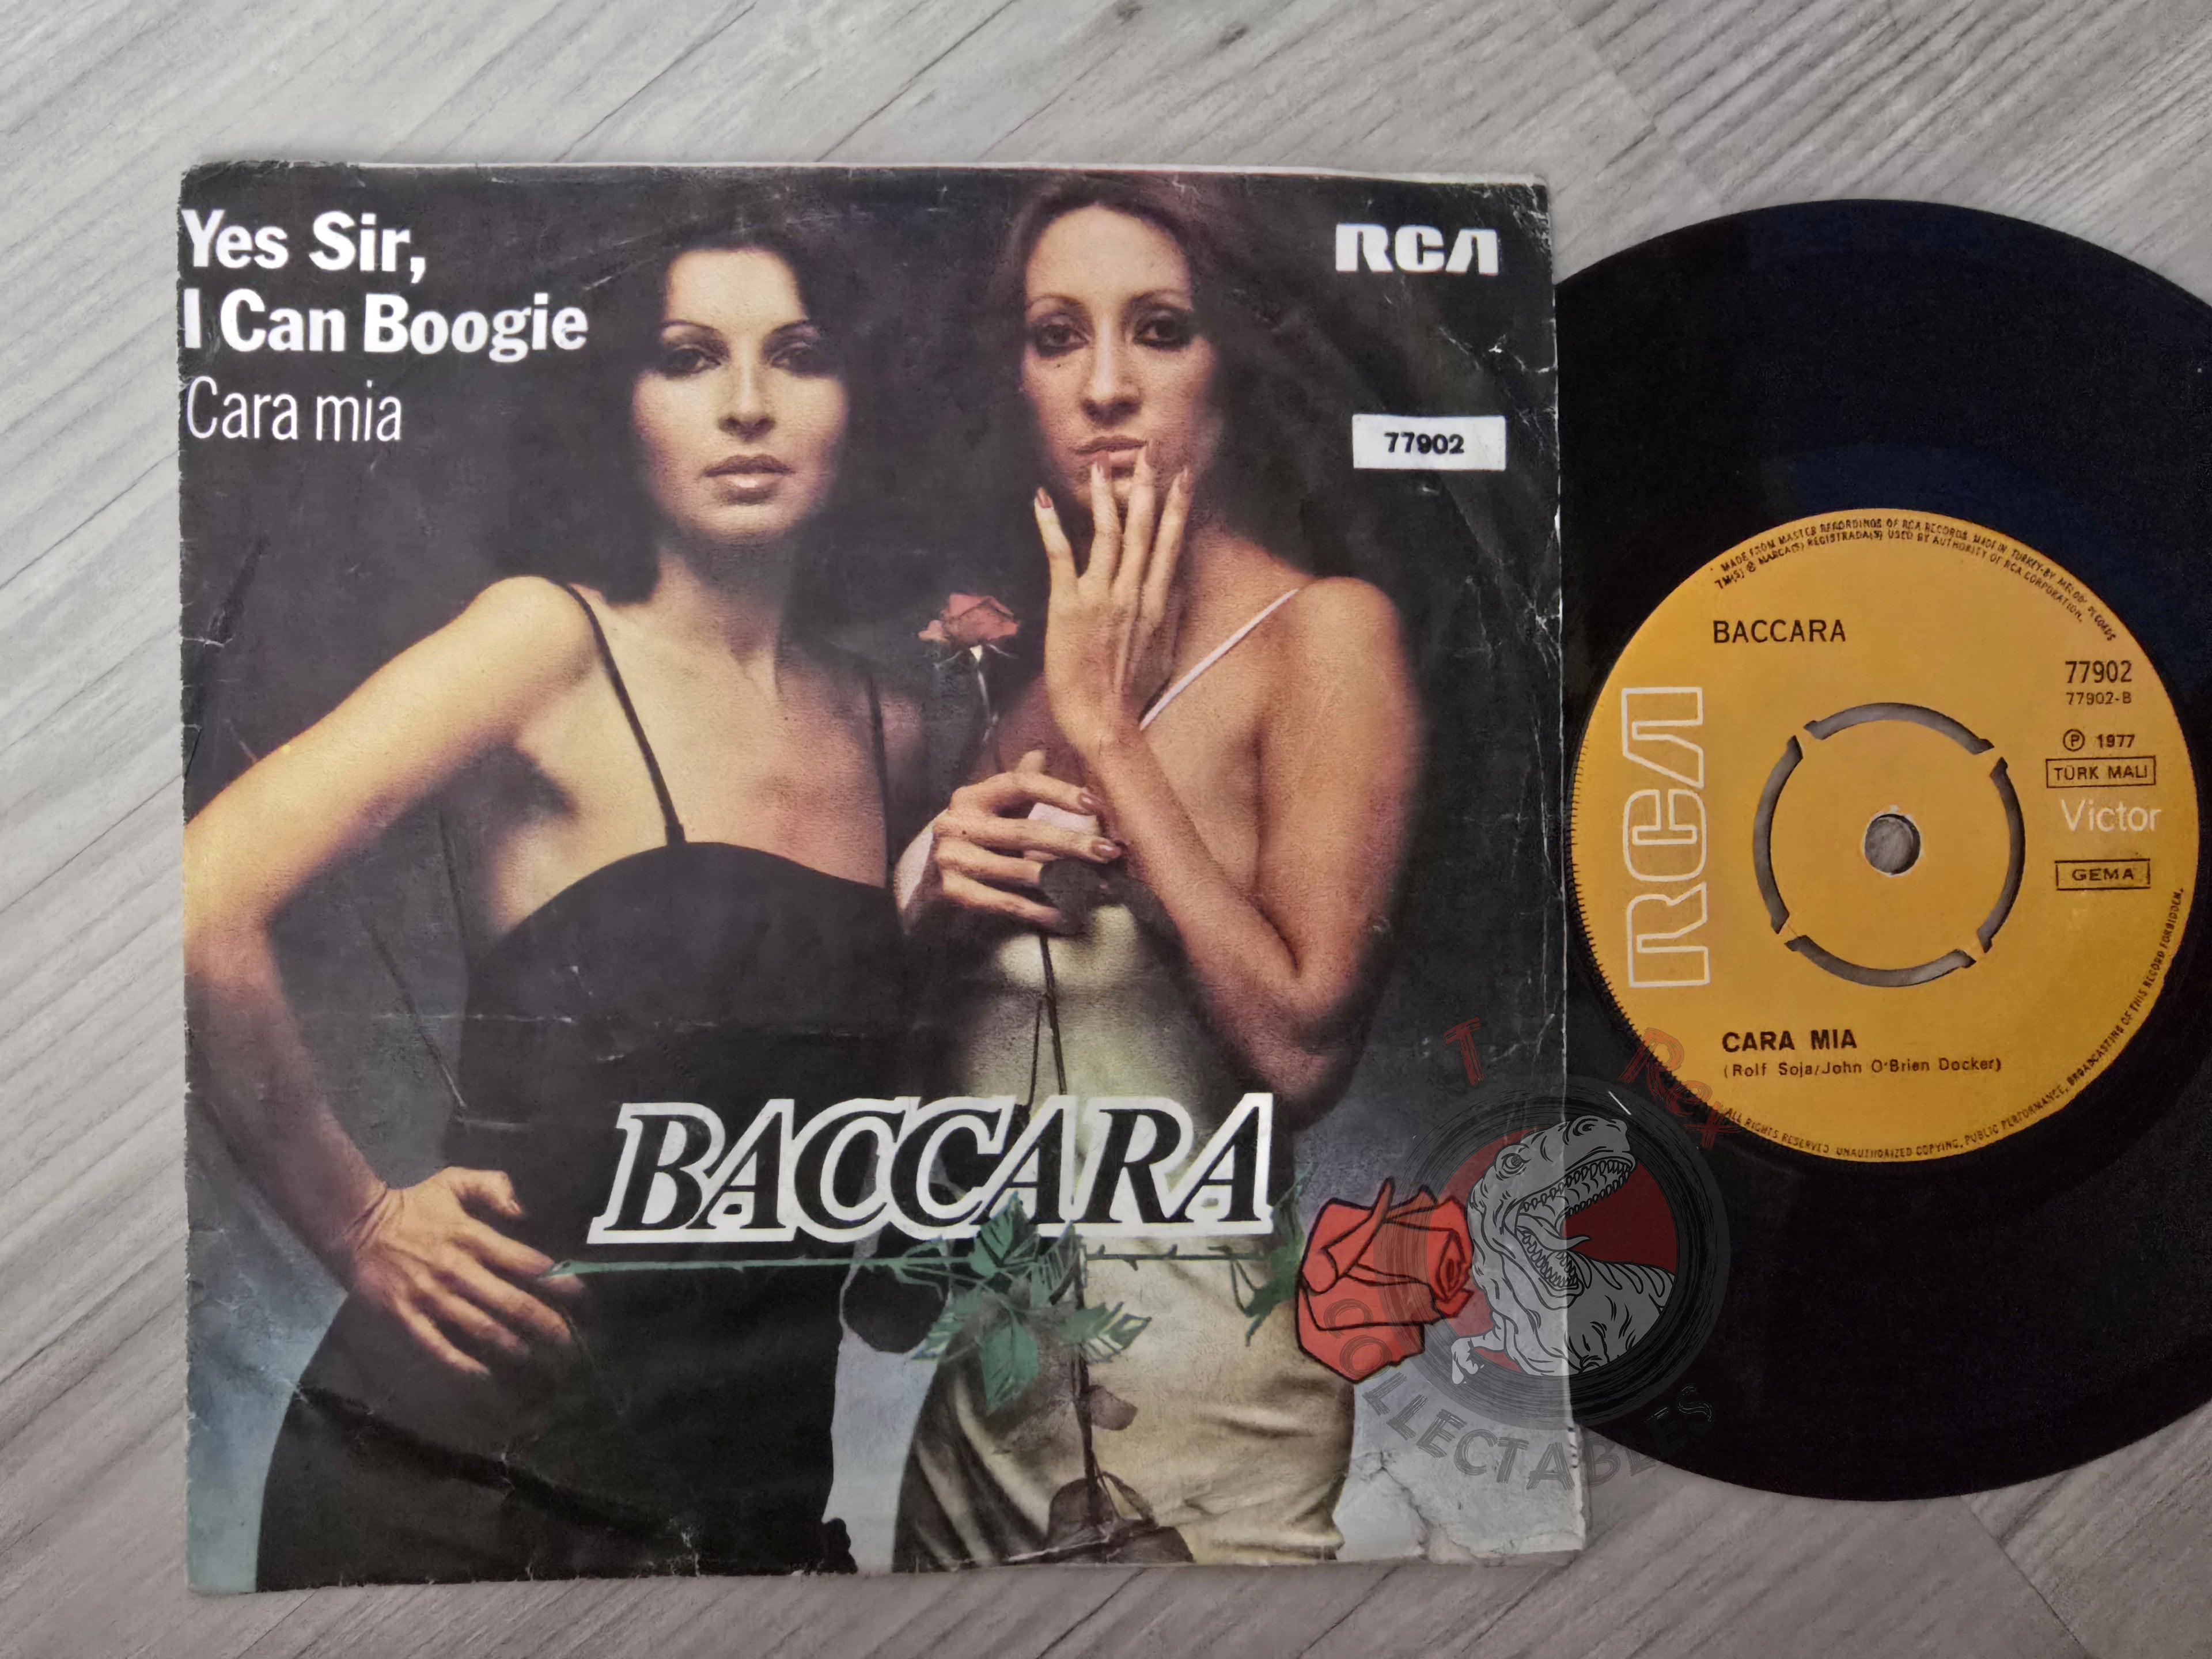 Yes Sir,
I Can Boogie
Cara mia
RCA
77902
BACCARA
MADE FROM MASTER RECORDINGS OF RCA RECORDS MADE IN TURKEY-BY MELODY RECORDS
TM(S) ® MARCA(S) REGISTRADA(S) USED BY AUTHORITY OF RCA CORPORATION.
BACCARA
77902
77902-B
Ⓟ 1977
TÜRK MALI
Victor
GEMA
RCA
CARA MIA
(Rolf Soja/John O'Brien Docker)
ALL RIGHTS RESERVED UNAUTHORIZED COPYING, PUBLIC PERFORMANCE, BROADCASTING OF THIS RECORD FORBIDDEN.
T Rex
COLLECTABLES